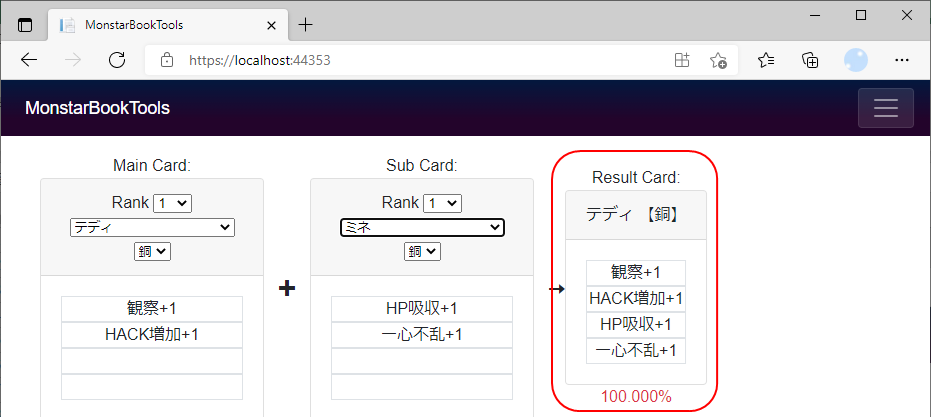 MonstarBookTools
https://localhost:44353
MonstarBookTools
Main Card:
Rank 1
テディ
銅
観察+1
HACK増加+1
+
Sub Card:
Rank 1
ミネ
銅
HP吸収+1
一心不乱+1
→
Result Card:
テディ 【銅】
観察+1
HACK増加+1
HP吸収+1
一心不乱+1
100.000%